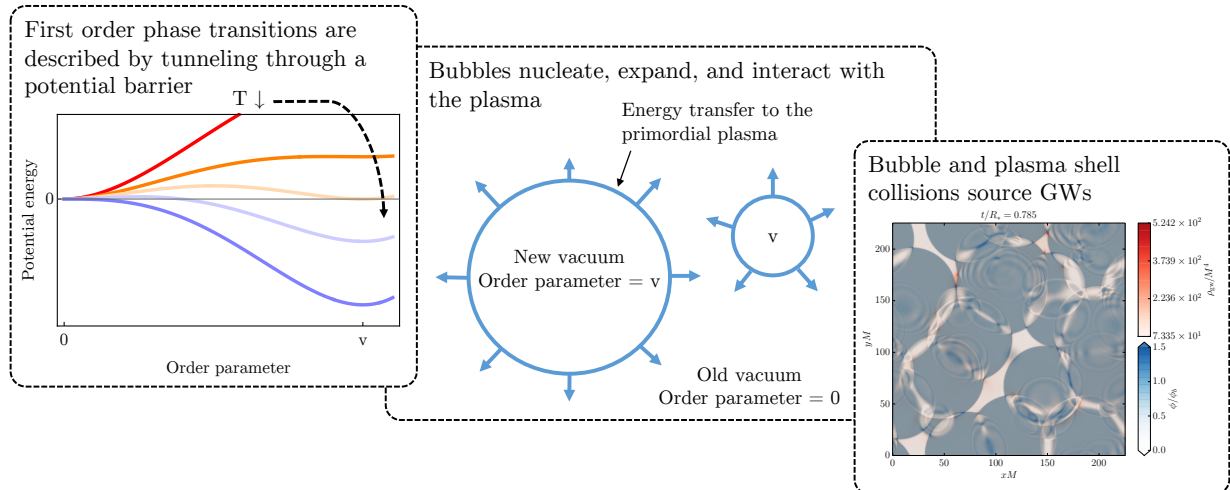 First order phase transitions are
described by tunneling through a
potential barrier
T ↓
Potential energy
0
0
v
Order parameter
Bubbles nucleate, expand, and interact with
the plasma
Energy transfer to the
primordial plasma
New vacuum
Order parameter = v
v
Old vacuum
Order parameter = 0
Bubble and plasma shell
collisions source GWs
t/R* = 0.785
200
150
100
50
0
yM
0
50
100
150
200
xM
5.242 × 10²
3.739 × 10²
2.236 × 10²
7.335 × 10¹
ρgw/M⁴
1.5
1.0
0.5
0.0
ϕ/ϕb